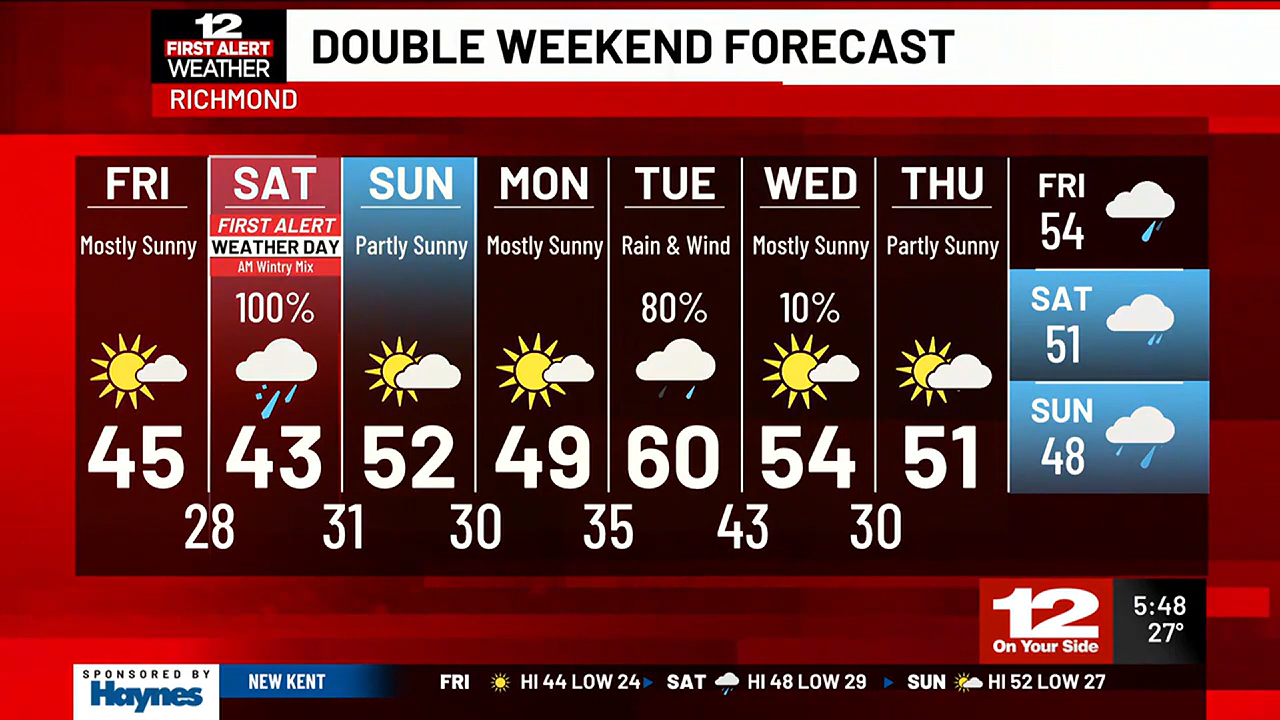 12
FIRST ALERT
WEATHER
DOUBLE WEEKEND FORECAST
RICHMOND
FRI
Mostly Sunny
45
SAT
FIRST ALERT
WEATHER DAY
AM Wintry Mix
100%
43
SUN
Partly Sunny
52
MON
Mostly Sunny
49
TUE
Rain & Wind
80%
60
WED
Mostly Sunny
10%
54
THU
Partly Sunny
51
28 31 30 35 43 30
FRI
54
SAT
51
SUN
48
12
On Your Side
5:48
27°
SPONSORED BY
Haynes
NEW KENT
FRI HI 44 LOW 24 SAT HI 48 LOW 29 SUN HI 52 LOW 27